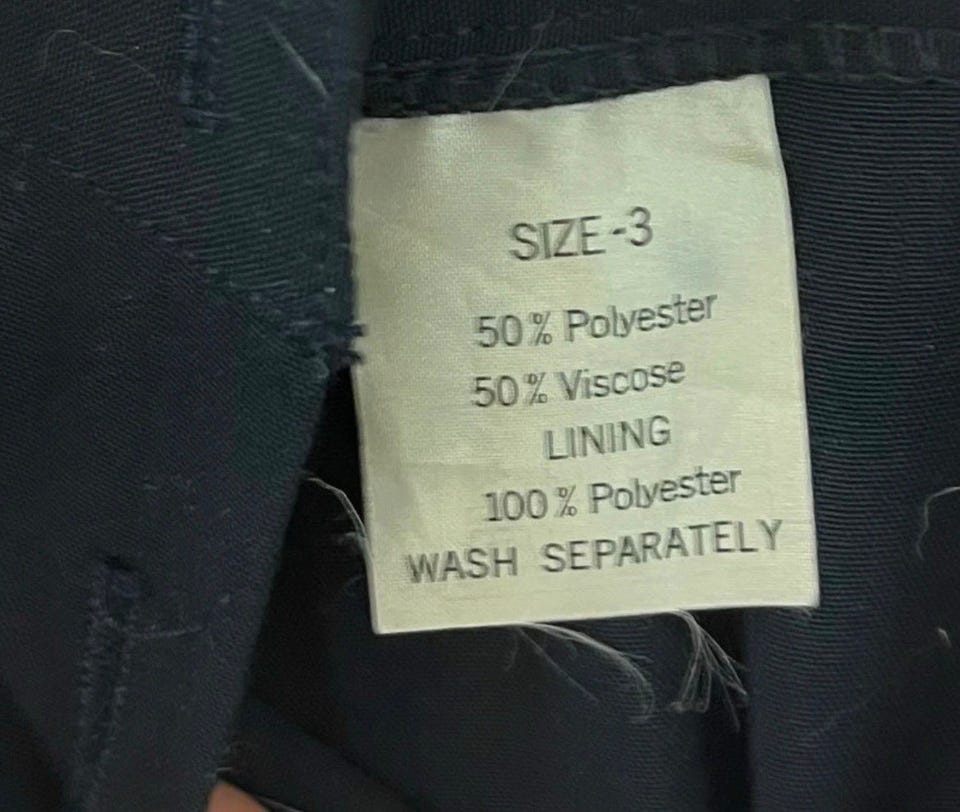 SIZE-3
50% Polyester
50% Viscose
LINING
100% Polyester
WASH SEPARATELY